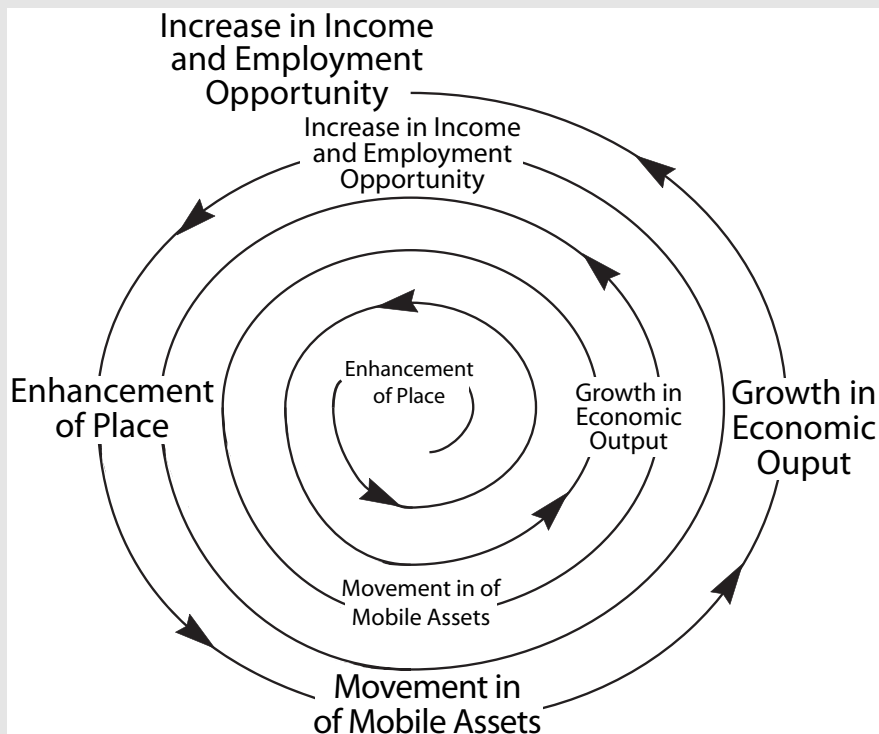 Increase in Income
and Employment
Opportunity
Increase in Income
and Employment
Opportunity
Enhancement
of Place
Enhancement
of Place
Growth in
Economic
Output
Growth in
Economic
Ouput
Movement in of
Mobile Assets
Movement in
of Mobile Assets